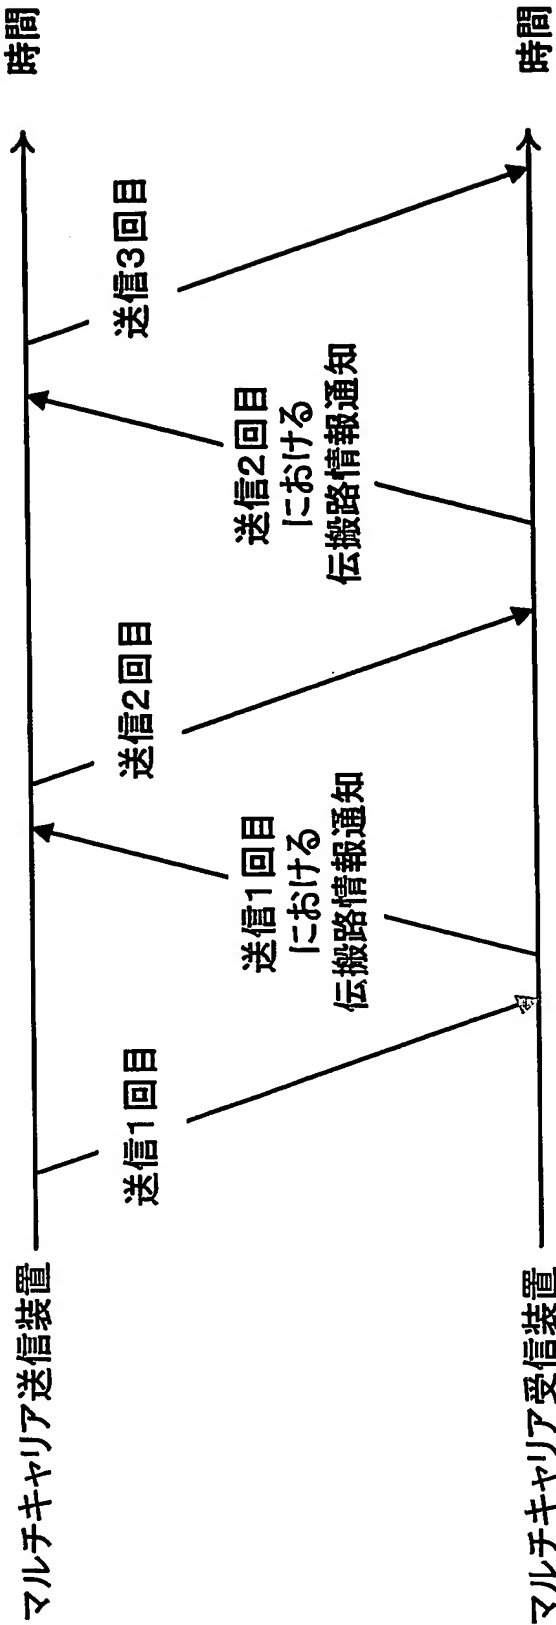 マルチキャリア送信装置
時間
送信1回目
送信1回目
における
伝搬路情報通知
送信2回目
送信2回目
における
伝搬路情報通知
送信3回目
マルチキャリア受信装置
時間